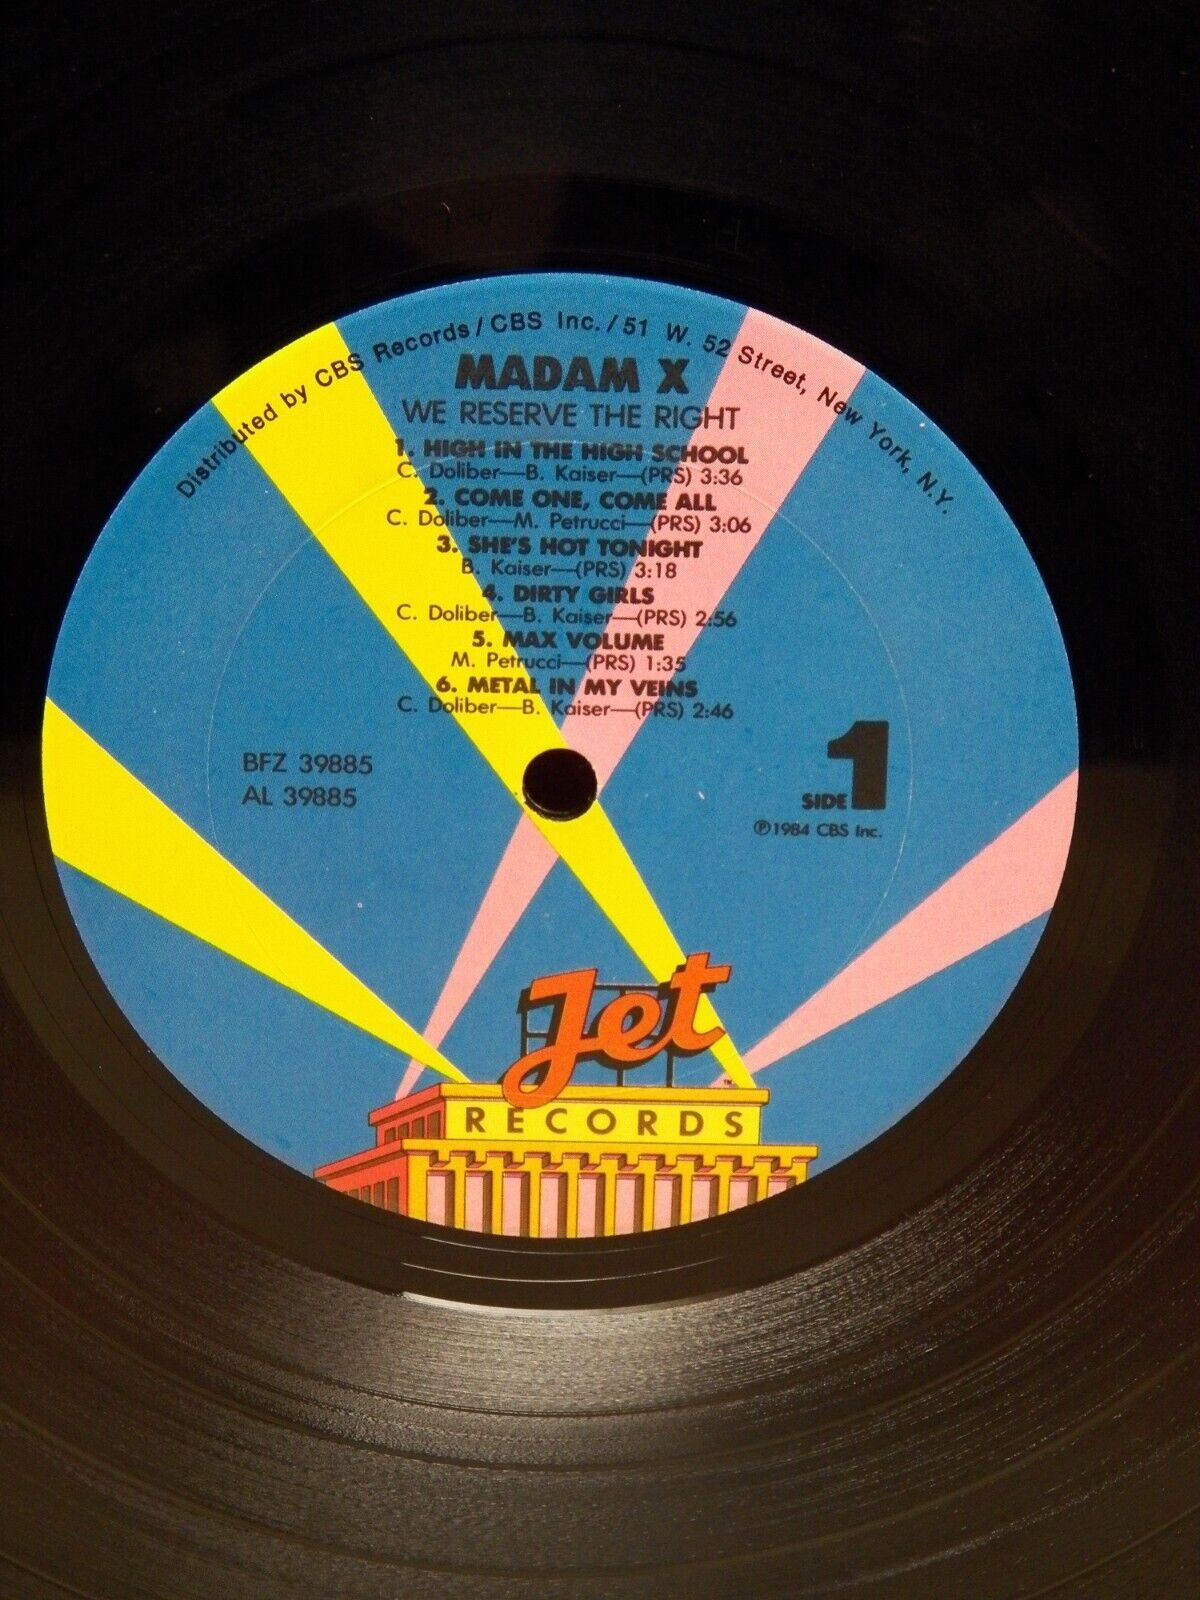 Distributed by CBS Records / CBS Inc. / 51 W. 52 Street, New York, N.Y.
MADAM X
WE RESERVE THE RIGHT
1. HIGH IN THE HIGH SCHOOL
C. Doliber—B. Kaiser—(PRS) 3:36
2. COME ONE, COME ALL
C. Doliber—M. Petrucci—(PRS) 3:06
3. SHE'S HOT TONIGHT
B. Kaiser—(PRS) 3:18
4. DIRTY GIRLS
C. Doliber—B. Kaiser—(PRS) 2:56
5. MAX VOLUME
M. Petrucci—(PRS) 1:35
6. METAL IN MY VEINS
C. Doliber—B. Kaiser—(PRS) 2:46
BFZ 39885
AL 39885
SIDE 1
℗1984 CBS Inc.
Jet
RECORDS™